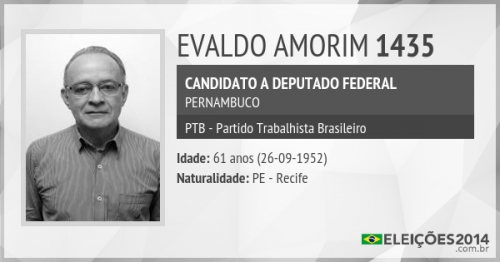 EVALDO AMORIM 1435
CANDIDATO A DEPUTADO FEDERAL
PERNAMBUCO
PTB - Partido Trabalhista Brasileiro
Idade: 61 anos (26-09-1952)
Naturalidade: PE - Recife
ELEIÇÕES2014
.com.br